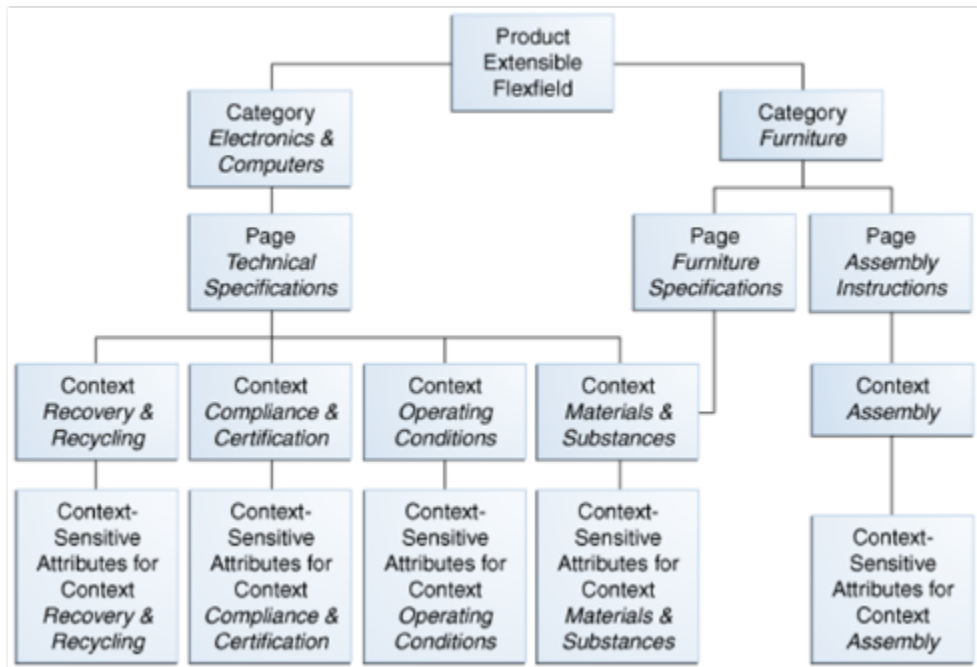 Product
Extensible
Flexfield
Category
Electronics &
Computers
Category
Furniture
Page
Technical
Specifications
Page
Furniture
Specifications
Page
Assembly
Instructions
Context
Recovery &
Recycling
Context
Compliance &
Certification
Context
Operating
Conditions
Context
Materials &
Substances
Context
Assembly
Context-
Sensitive
Attributes for
Context
Recovery &
Recycling
Context-
Sensitive
Attributes for
Context
Compliance &
Certification
Context-
Sensitive
Attributes for
Context
Operating
Conditions
Context-
Sensitive
Attributes for
Context
Materials &
Substances
Context-
Sensitive
Attributes for
Context
Assembly